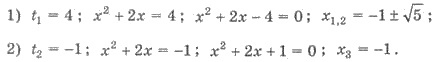 1) t₁ = 4 ; x² + 2x = 4 ; x² + 2x − 4 = 0 ; x₁,₂ = −1 ± √5 ;
2) t₂ = −1 ; x² + 2x = −1 ; x² + 2x + 1 = 0 ; x₃ = −1 .